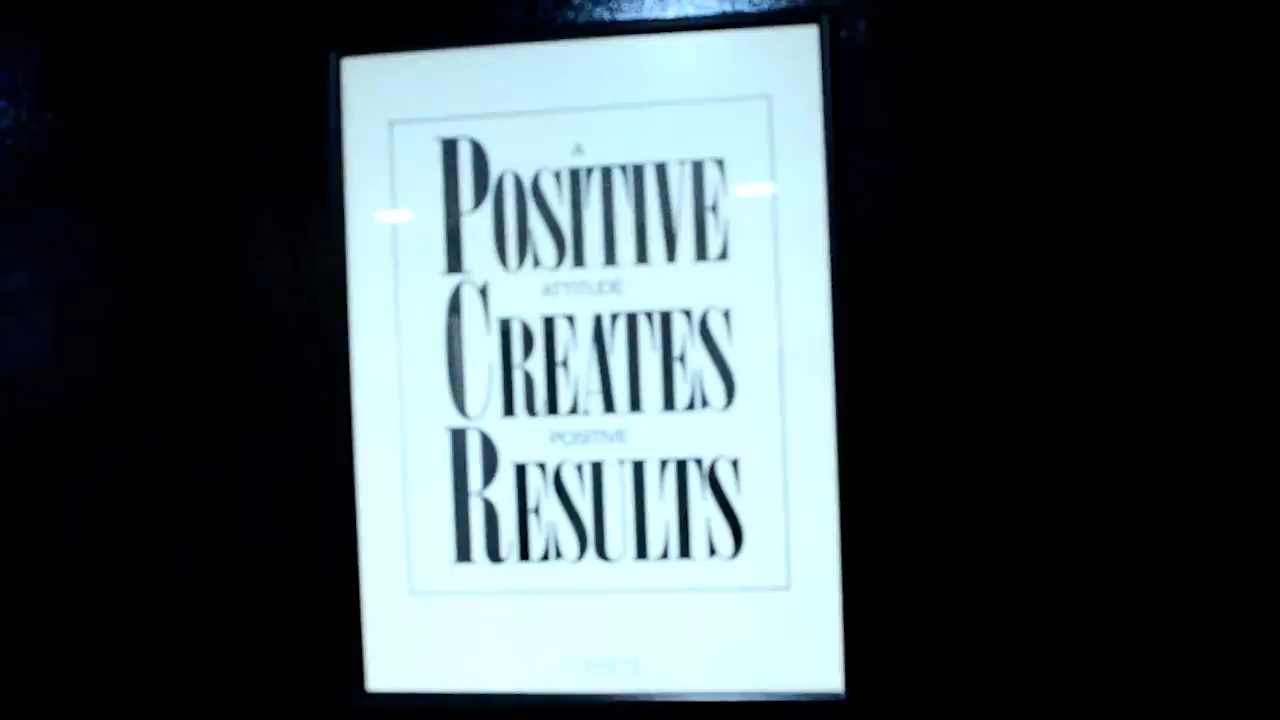 A
POSITIVE
ATTITUDE
CREATES
POSITIVE
RESULTS